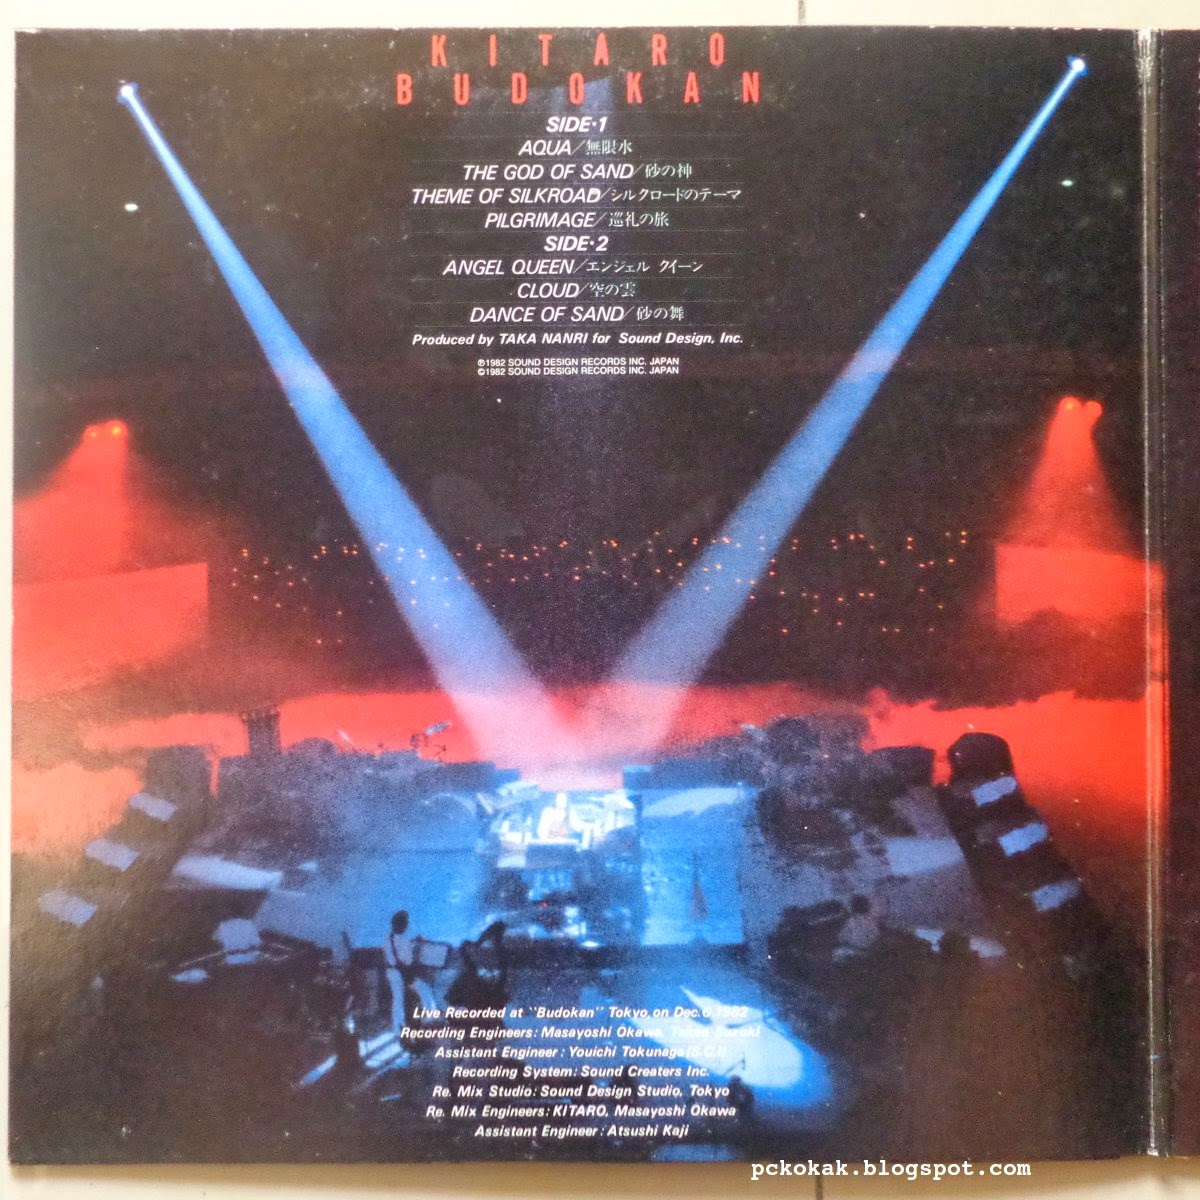 KITARO
BUDOKAN
SIDE·1
AQUA/無限水
THE GOD OF SAND/砂の神
THEME OF SILKROAD/シルクロードのテーマ
PILGRIMAGE/巡礼の旅
SIDE·2
ANGEL QUEEN/エンジェル クイーン
CLOUD/空の雲
DANCE OF SAND/砂の舞
Produced by TAKA NANRI for Sound Design, Inc.
℗1982 SOUND DESIGN RECORDS INC. JAPAN
©1982 SOUND DESIGN RECORDS INC. JAPAN
Live Recorded at "Budokan" Tokyo, on Dec. 6, 1982
Recording Engineers: Masayoshi Okawa, Takeo Suzuki
Assistant Engineer: Youichi Tokunaga (S.C.I)
Recording System: Sound Creaters Inc.
Re. Mix Studio: Sound Design Studio, Tokyo
Re. Mix Engineers: KITARO, Masayoshi Okawa
Assistant Engineer: Atsushi Kaji
pckokak.blogspot.com